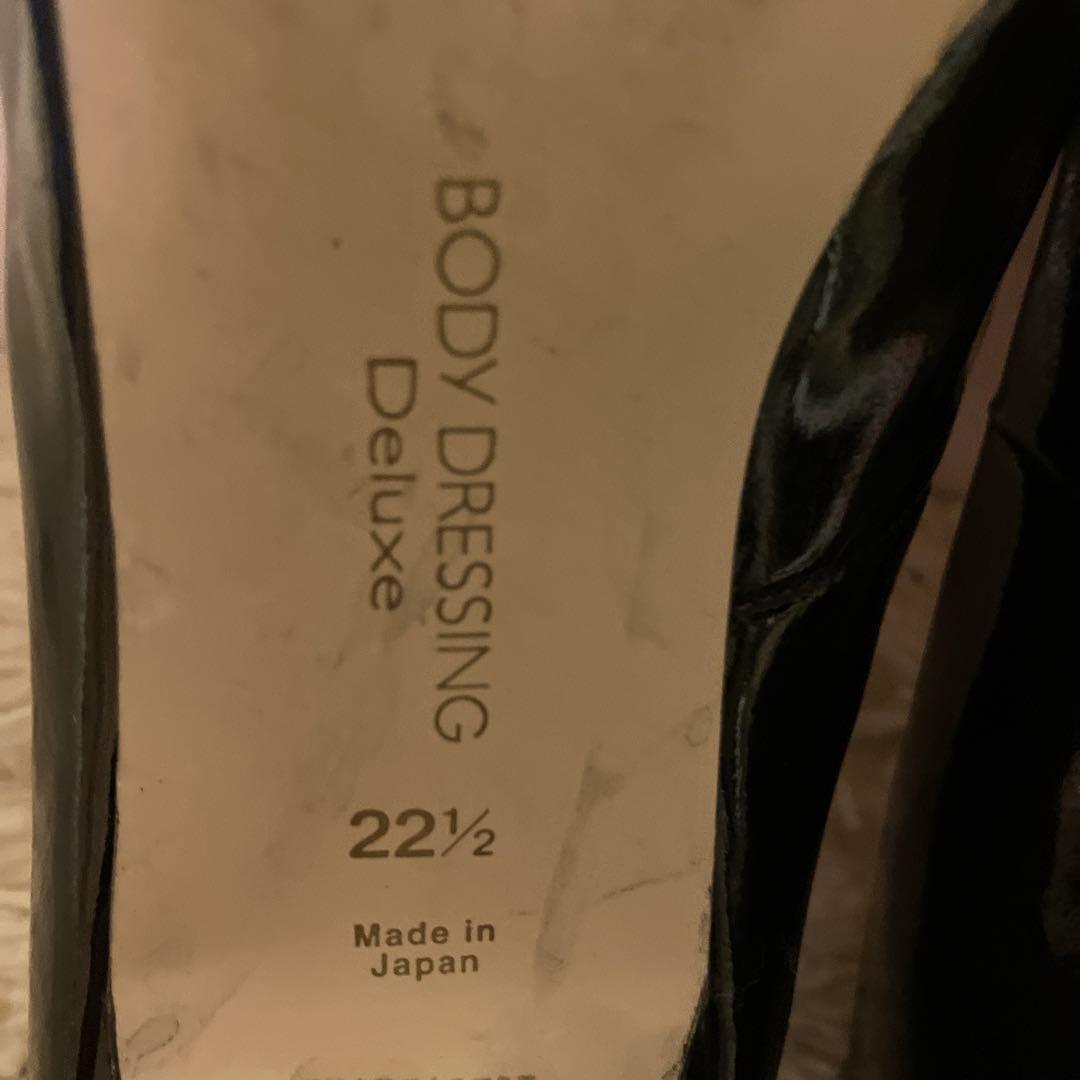 BODY DRESSING
Deluxe
22½
Made in
Japan